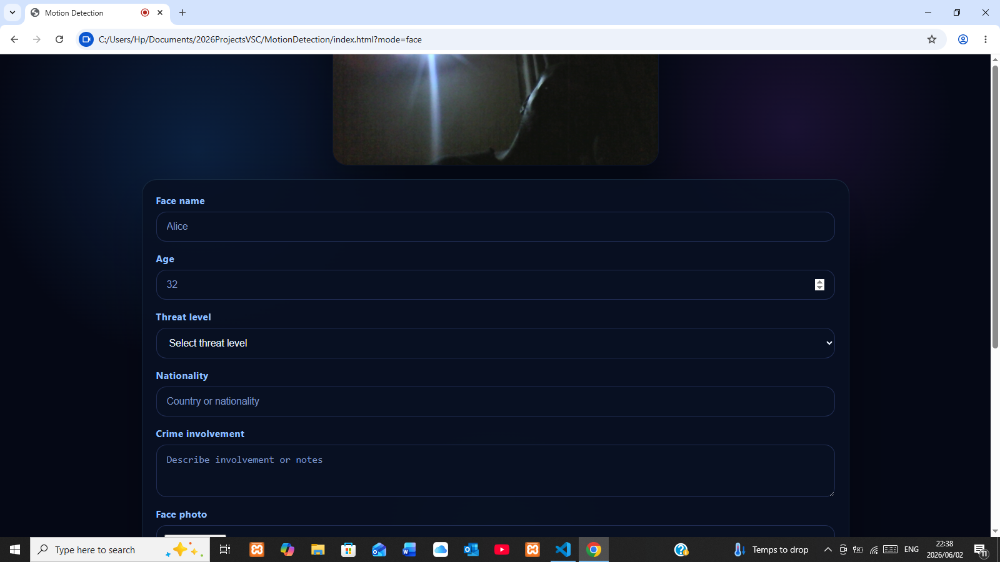 Motion Detection
C:/Users/Hp/Documents/2026ProjectsVSC/MotionDetection/index.html?mode=face
Face name
Alice
Age
32
Threat level
Select threat level
Nationality
Country or nationality
Crime involvement
Describe involvement or notes
Face photo
Type here to search
Temps to drop
ENG
22:38
2026/06/02
11